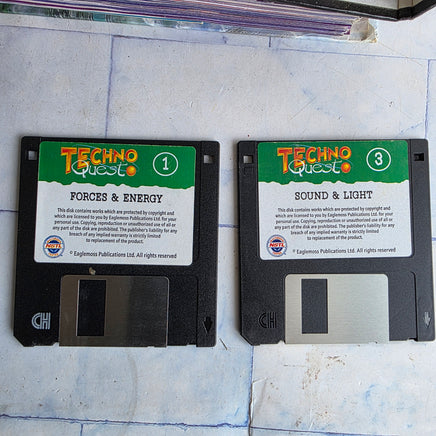 TECHNO
Quest
1
FORCES & ENERGY
This disk contains works which are protected by copyright and
which are licensed to you by Eaglemoss Publications Ltd. for your
personal use. Copying, reproduction or unauthorised use of all or
any part of the disk are prohibited. The publisher's liability for any
breach of any implied warranty is strictly limited
to replacement of the product.
© Eaglemoss Publications Ltd. All rights reserved
TECHNO
Quest
3
SOUND & LIGHT
This disk contains works which are protected by copyright and
which are licensed to you by Eaglemoss Publications Ltd. for your
personal use. Copying, reproduction or unauthorised use of all or
any part of the disk are prohibited. The publisher's liability for any
breach of any implied warranty is strictly limited
to replacement of the product.
© Eaglemoss Publications Ltd. All rights reserved